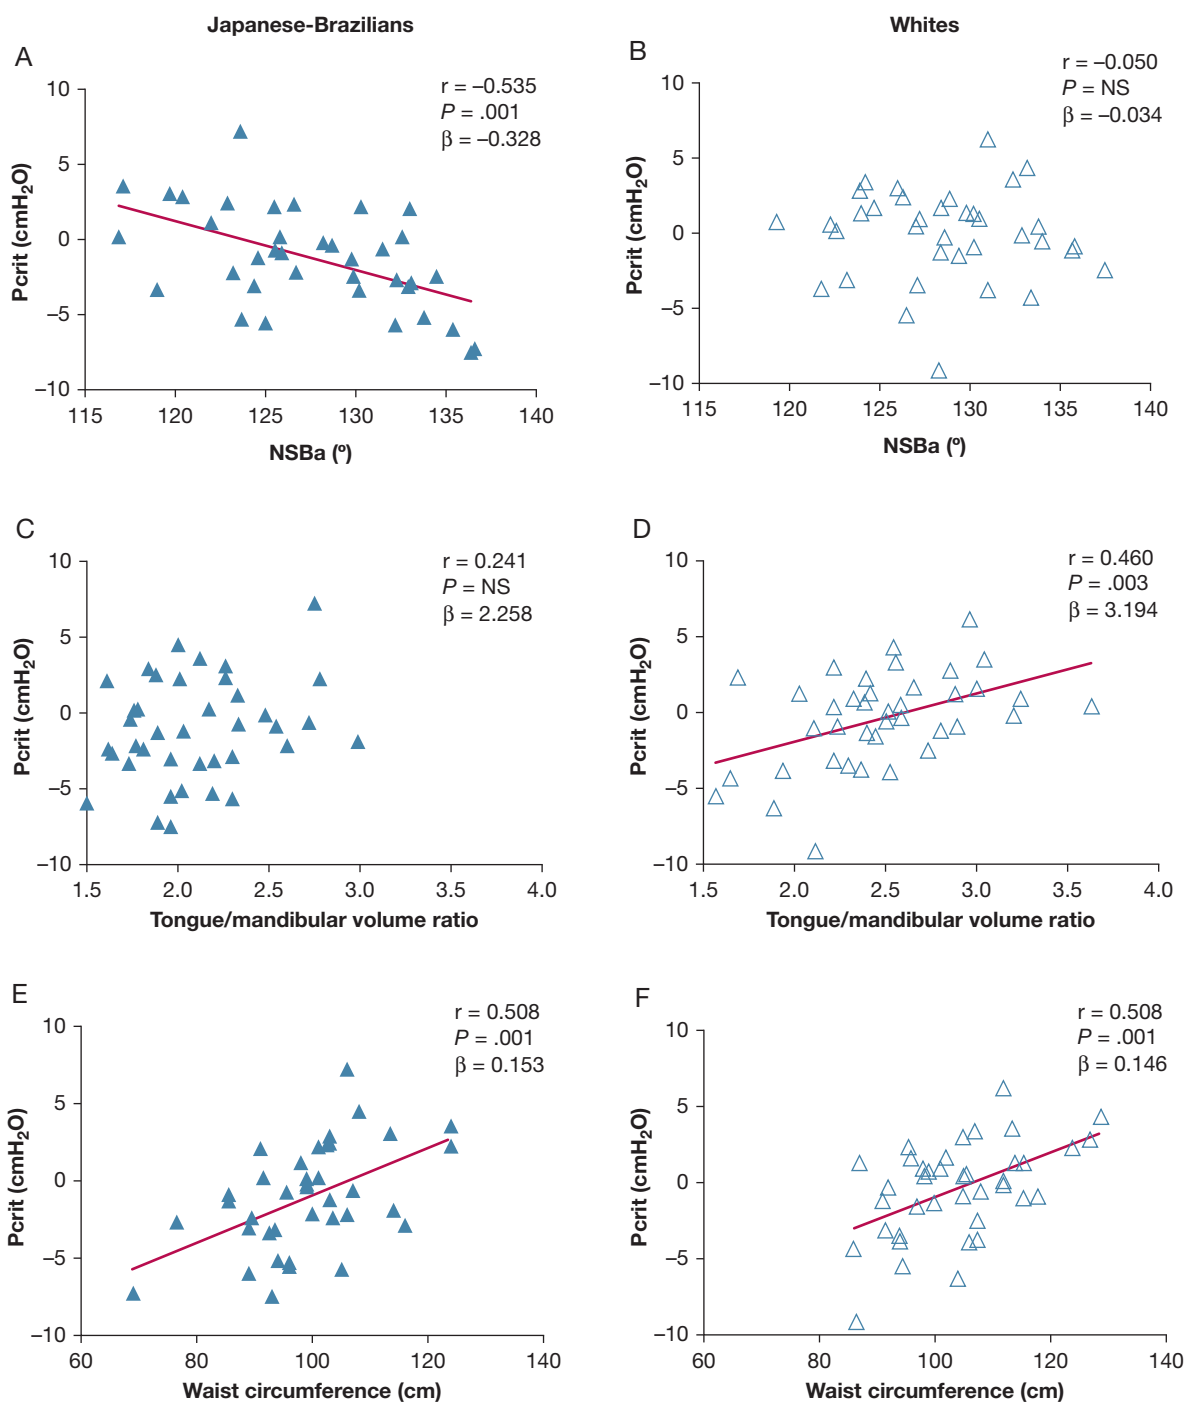 Japanese-Brazilians
Whites
A
r = –0.535
P = .001
β = –0.328
10
5
0
–5
–10
Pcrit (cmH₂O)
115 120 125 130 135 140
NSBa (º)
B
r = –0.050
P = NS
β = –0.034
10
5
0
–5
–10
Pcrit (cmH₂O)
115 120 125 130 135 140
NSBa (º)
C
r = 0.241
P = NS
β = 2.258
10
5
0
–5
–10
Pcrit (cmH₂O)
1.5 2.0 2.5 3.0 3.5 4.0
Tongue/mandibular volume ratio
D
r = 0.460
P = .003
β = 3.194
10
5
0
–5
–10
Pcrit (cmH₂O)
1.5 2.0 2.5 3.0 3.5 4.0
Tongue/mandibular volume ratio
E
r = 0.508
P = .001
β = 0.153
10
5
0
–5
–10
Pcrit (cmH₂O)
60 80 100 120 140
Waist circumference (cm)
F
r = 0.508
P = .001
β = 0.146
10
5
0
–5
–10
Pcrit (cmH₂O)
60 80 100 120 140
Waist circumference (cm)